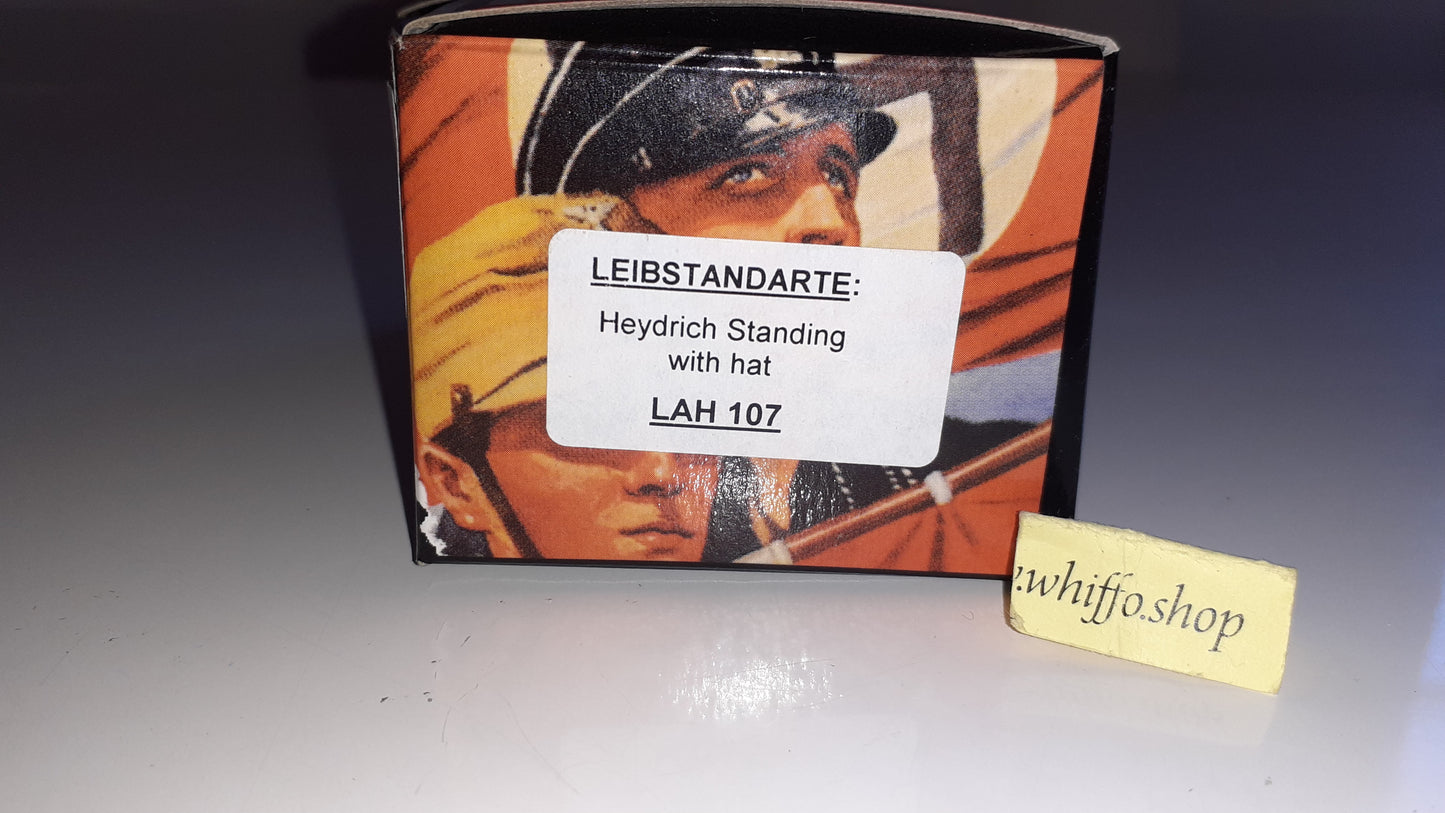 LEIBSTANDARTE:
Heydrich Standing
with hat
LAH 107
.whiffo.shop